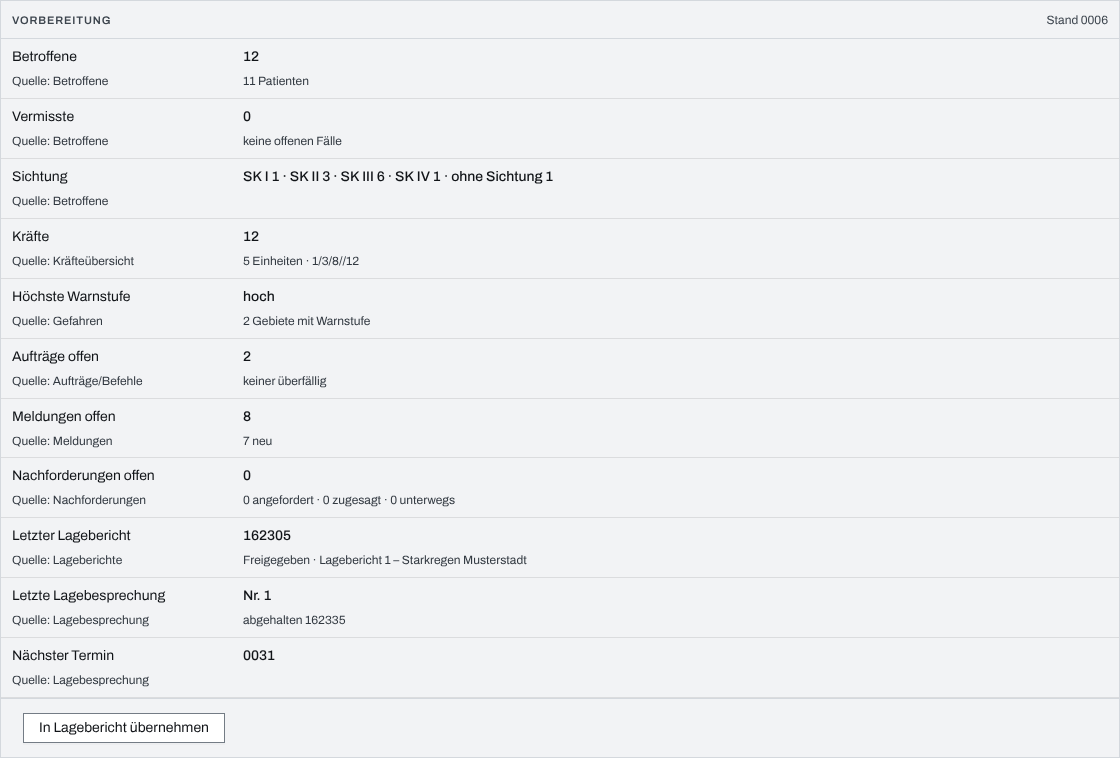 VORBEREITUNG Stand 0006
Betroffene 12
Quelle: Betroffene 11 Patienten
Vermisste 0
Quelle: Betroffene keine offenen Fälle
Sichtung SK I 1 · SK II 3 · SK III 6 · SK IV 1 · ohne Sichtung 1
Quelle: Betroffene
Kräfte 12
Quelle: Kräfteübersicht 5 Einheiten · 1/3/8//12
Höchste Warnstufe hoch
Quelle: Gefahren 2 Gebiete mit Warnstufe
Aufträge offen 2
Quelle: Aufträge/Befehle keiner überfällig
Meldungen offen 8
Quelle: Meldungen 7 neu
Nachforderungen offen 0
Quelle: Nachforderungen 0 angefordert · 0 zugesagt · 0 unterwegs
Letzter Lagebericht 162305
Quelle: Lageberichte Freigegeben · Lagebericht 1 – Starkregen Musterstadt
Letzte Lagebesprechung Nr. 1
Quelle: Lagebesprechung abgehalten 162335
Nächster Termin 0031
Quelle: Lagebesprechung
In Lagebericht übernehmen